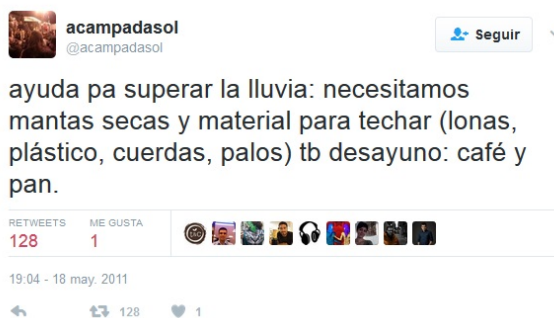 acampadasol
@acampadasol
Seguir
ayuda pa superar la lluvia: necesitamos
mantas secas y material para techar (lonas,
plástico, cuerdas, palos) tb desayuno: café y
pan.
RETWEETS ME GUSTA
128 1
19:04 - 18 may. 2011
128 1